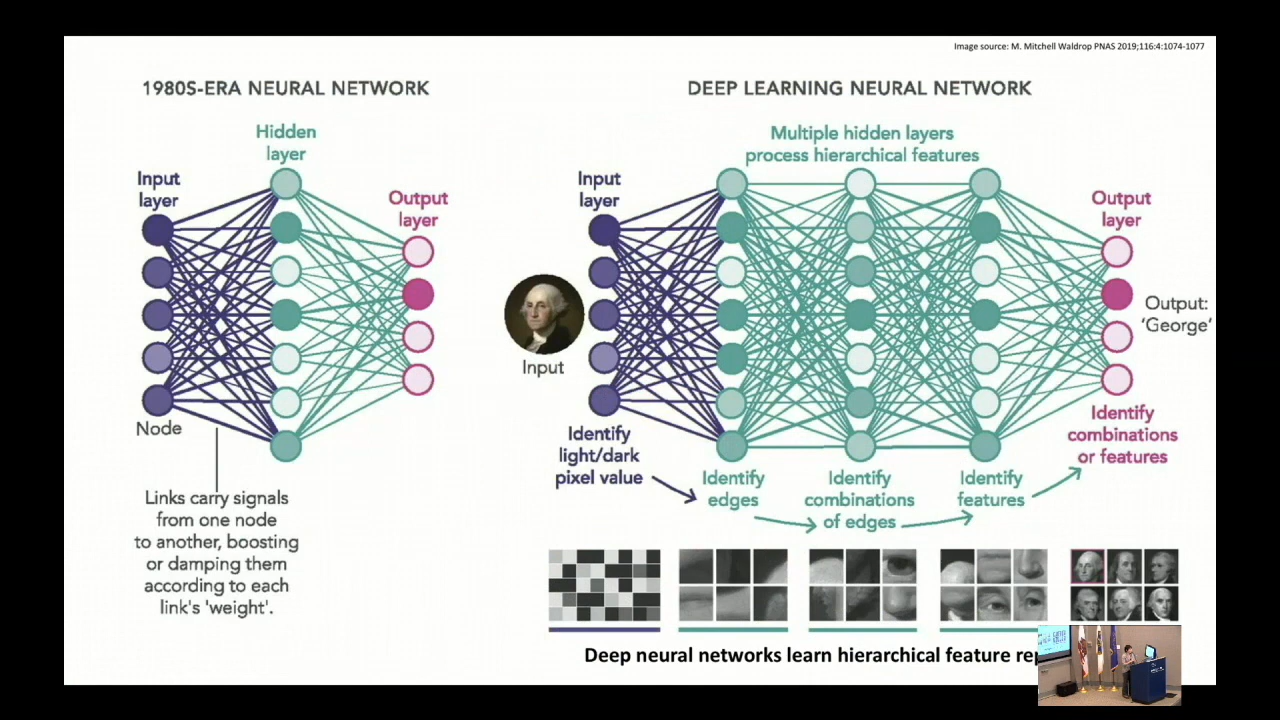 Image source: M. Mitchell Waldrop PNAS 2019;116:4:1074-1077
1980S-ERA NEURAL NETWORK
Hidden
layer
Input
layer
Output
layer
Node
Links carry signals
from one node
to another, boosting
or damping them
according to each
link's 'weight'.
DEEP LEARNING NEURAL NETWORK
Multiple hidden layers
process hierarchical features
Input
layer
Output
layer
Input
Output:
‘George’
Identify
light/dark
pixel value
Identify
edges
Identify
combinations
of edges
Identify
features
Identify
combinations
or features
Deep neural networks learn hierarchical feature